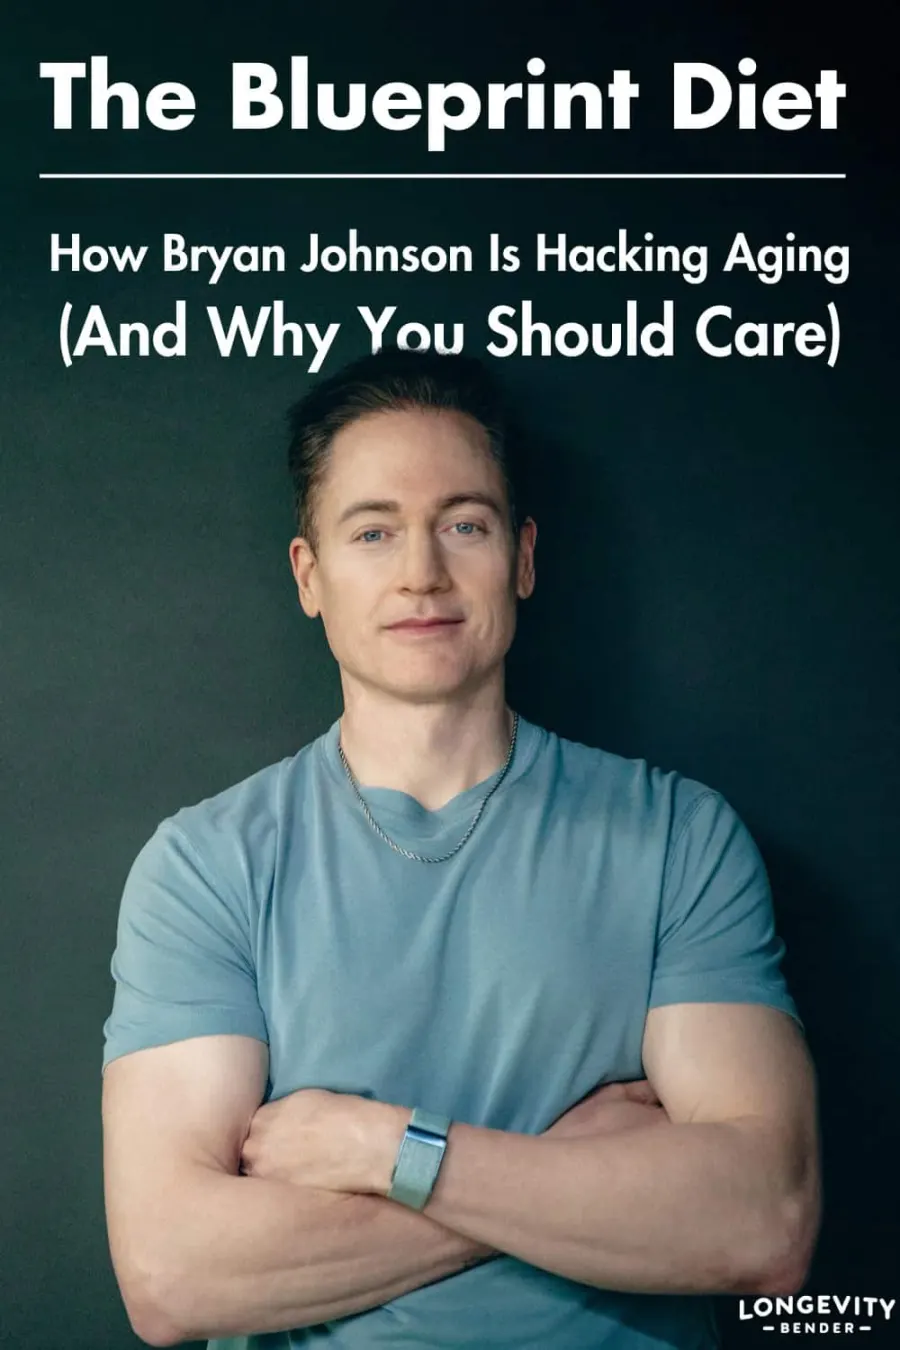 The Blueprint Diet
How Bryan Johnson Is Hacking Aging
(And Why You Should Care)
LONGEVITY
–BENDER–